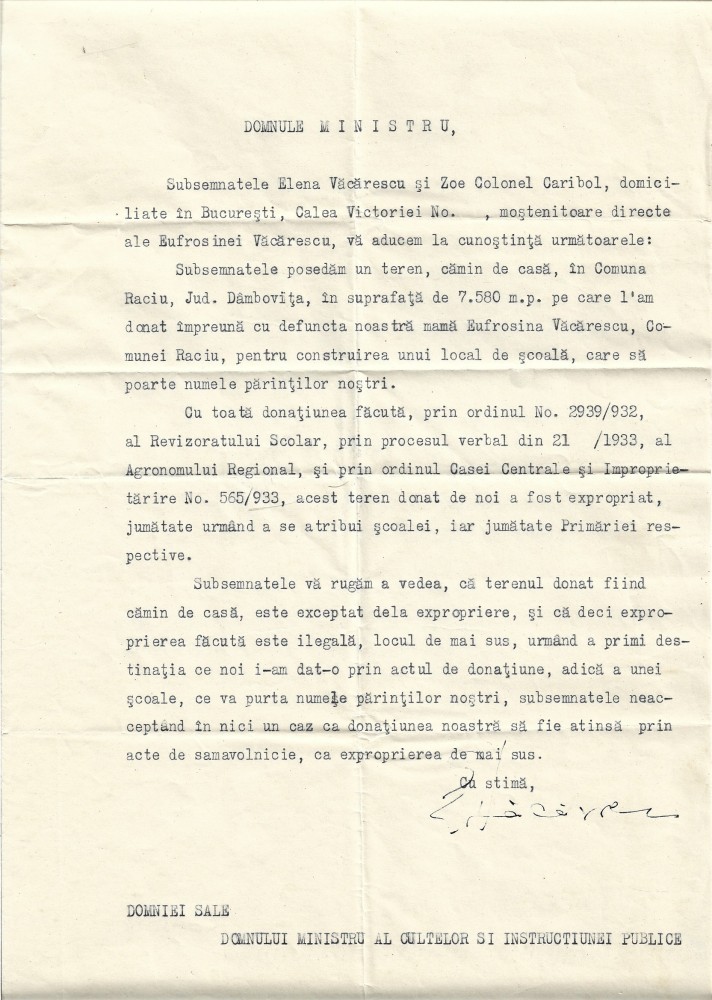 DOMNULE M I N I S T R U,
Subsemnatele Elena Văcărescu şi Zoe Colonel Caribol, domici-
liate în Bucureşti, Calea Victoriei No.   , moştenitoare directe
ale Eufrosinei Văcărescu, vă aducem la cunoştinţă următoarele:
Subsemnatele posedăm un teren, cămin de casă, în Comuna
Raciu, Jud. Dâmboviţa, în suprafaţă de 7.580 m.p. pe care l'am
donat împreună cu defuncta noastră mamă Eufrosina Văcărescu, Co-
munei Raciu, pentru construirea unui local de şcoală, care să
poarte numele părinţilor noştri.
Cu toată donaţiunea făcută, prin ordinul No. 2939/932,
al Revizoratului Scolar, prin procesul verbal din 21   /1933, al
Agronomului Regional, şi prin ordinul Casei Centrale şi Improprie-
tărire No. 565/933, acest teren donat de noi a fost expropriat,
jumătate urmând a se atribui şcoalei, iar jumătate Primăriei res-
pective.
Subsemnatele vă rugăm a vedea, că terenul donat fiind
cămin de casă, este exceptat dela expropriere, şi că deci expro-
prierea făcută este ilegală, locul de mai sus, urmând a primi des-
tinaţia ce noi i-am dat-o prin actul de donaţiune, adică a unei
şcoale, ce va purta numele părinţilor noştri, subsemnatele neac-
ceptând în nici un caz ca donaţiunea noastră să fie atinsă prin
acte de samavolnicie, ca exproprierea de mai sus.
Cu stimă,
DOMNIEI SALE
DOMNULUI MINISTRU AL CULTELOR SI INSTRUCTIUNEI PUBLICE